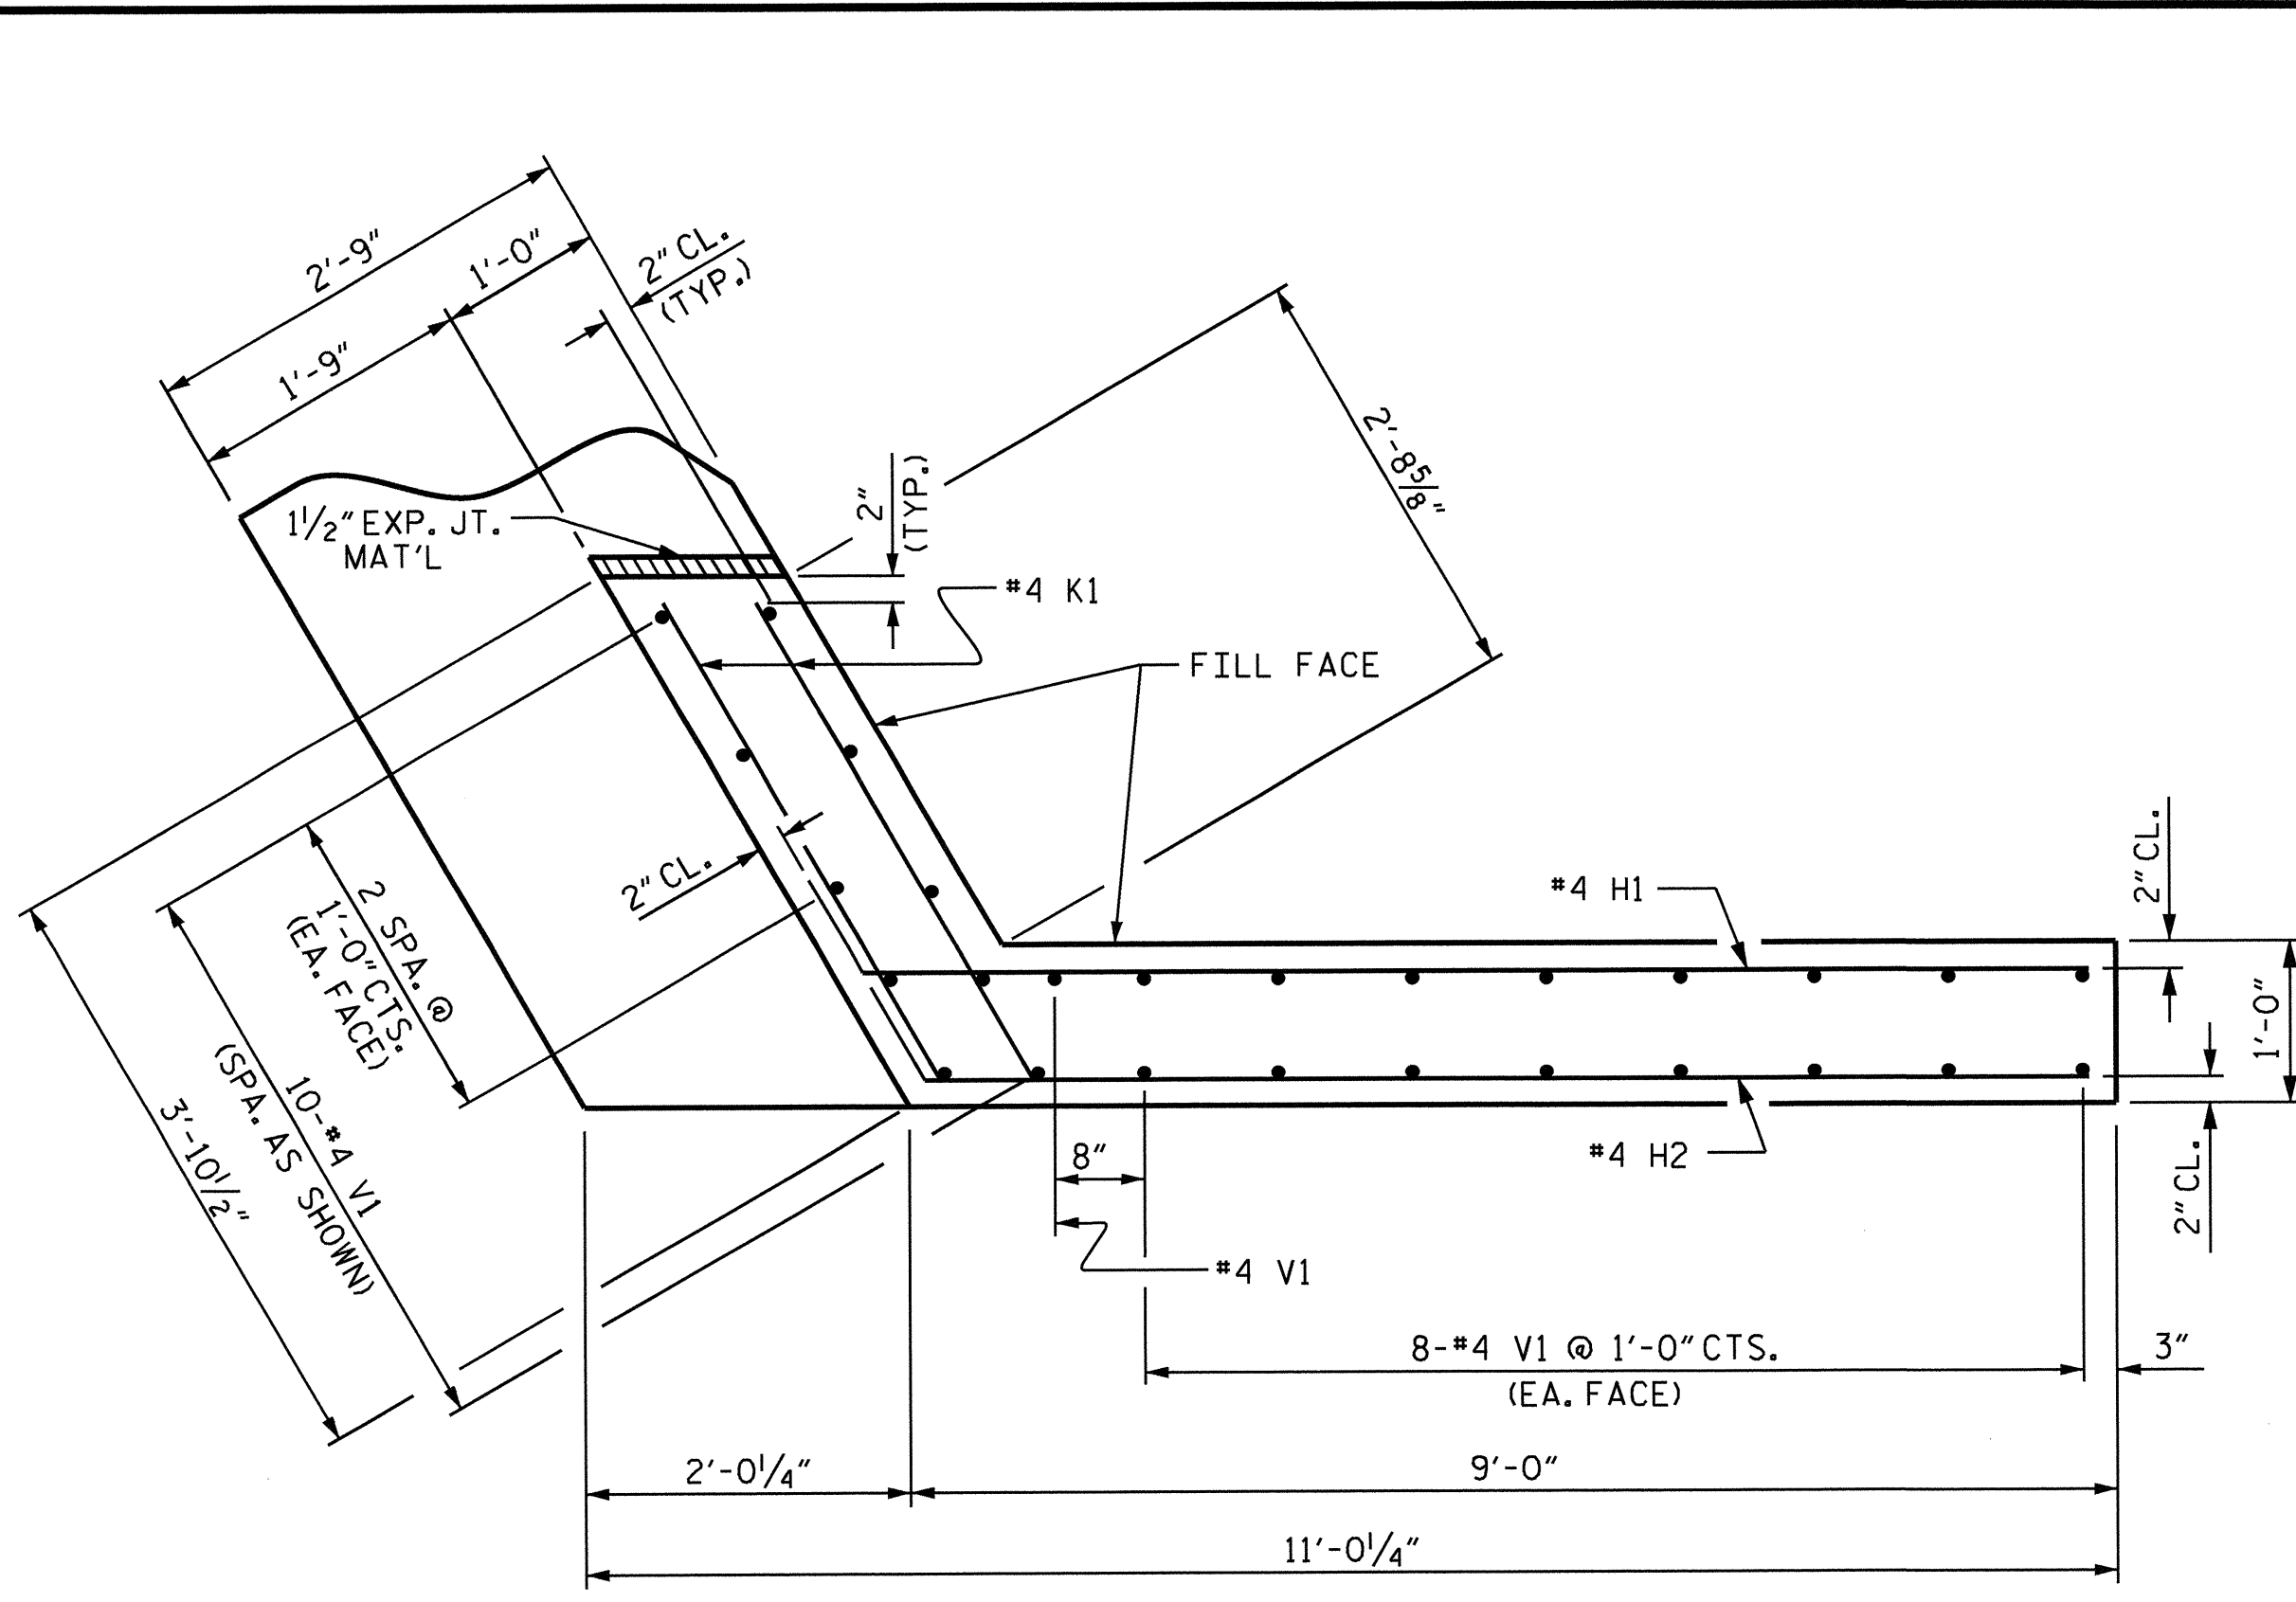 2'-9"
1'-0"
1'-9"
2" CL.
(TYP.)
1½" EXP. JT.
MAT'L
2"
(TYP.)
2'-8⅝"
#4 K1
FILL FACE
2" CL.
2 SPA. @
1'-0" CTS.
(EA. FACE)
10-#4 V1
(SPA. AS SHOWN)
3'-10½"
#4 H1
2" CL.
1'-0"
#4 H2
2" CL.
8"
#4 V1
8-#4 V1 @ 1'-0" CTS.
(EA. FACE)
3"
2'-0¼"
9'-0"
11'-0¼"